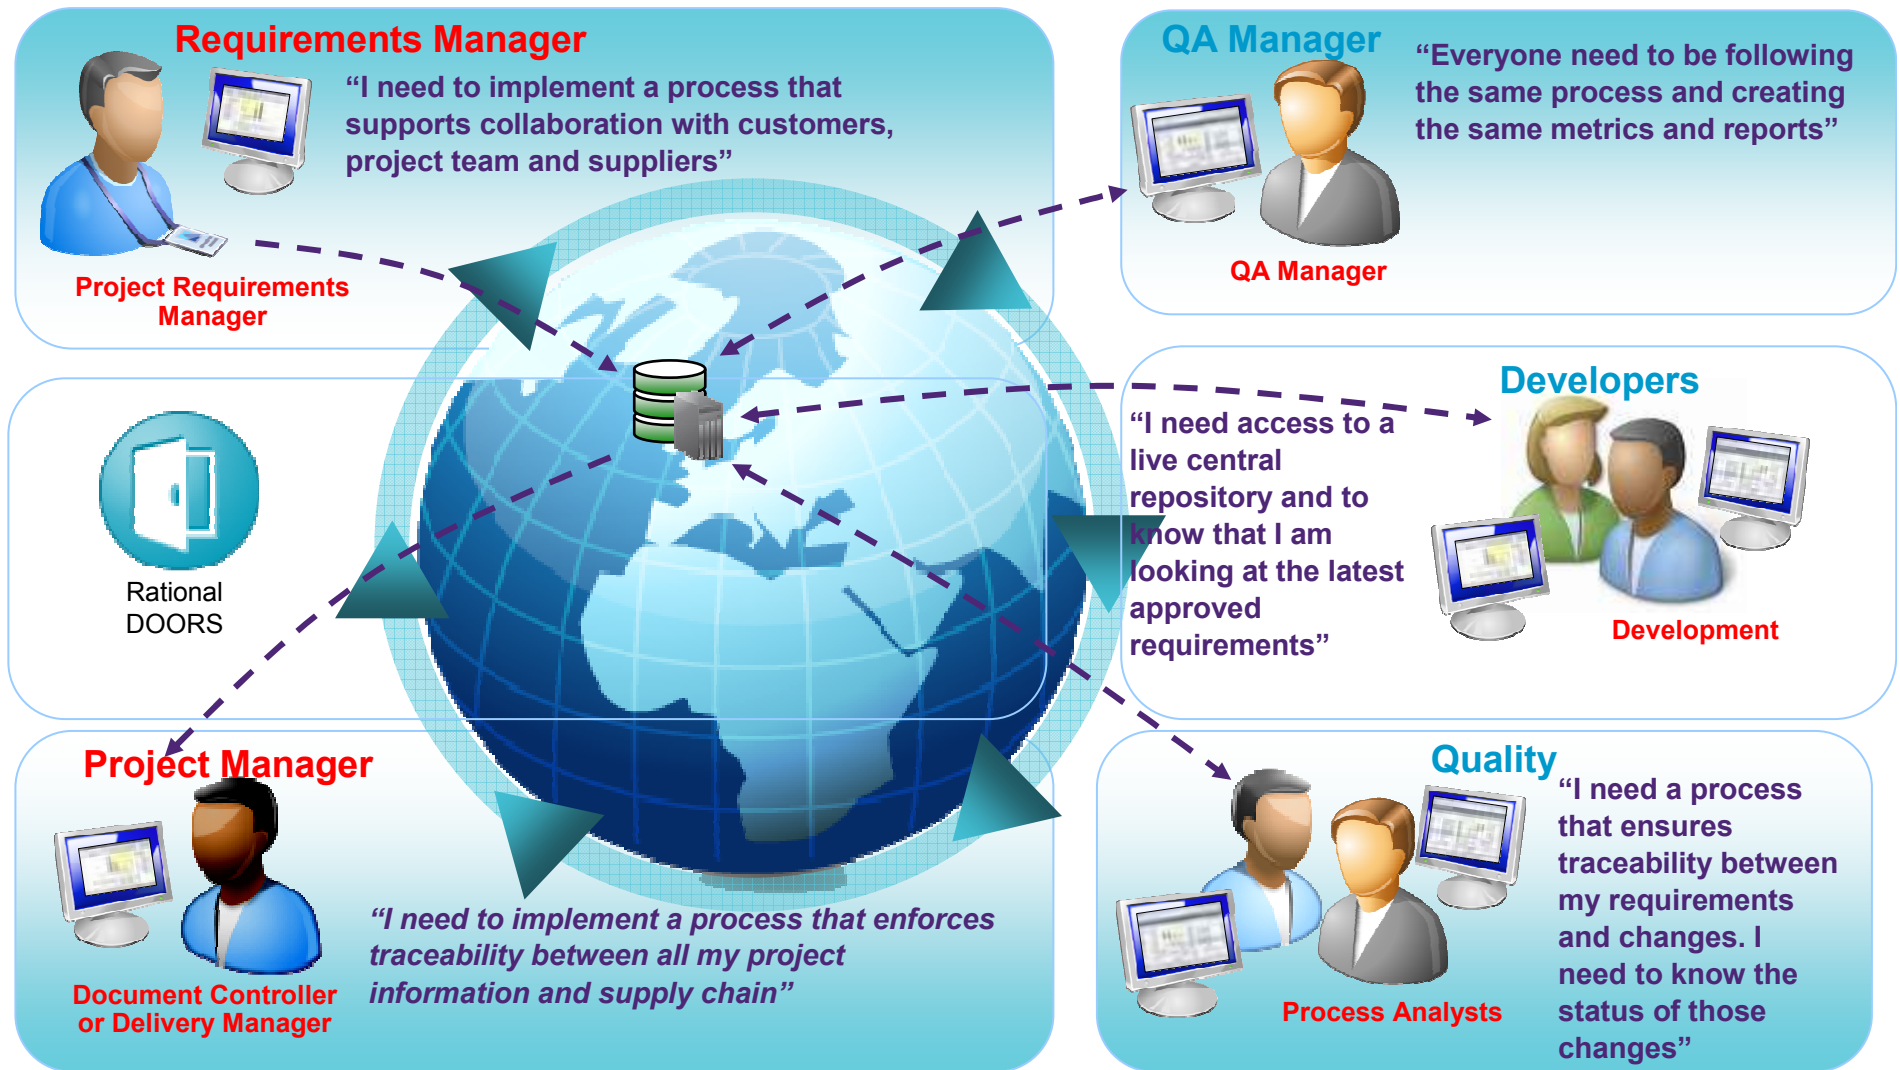 Requirements Manager
“I need to implement a process that
supports collaboration with customers,
project team and suppliers”
Project Requirements
Manager
QA Manager
“Everyone need to be following
the same process and creating
the same metrics and reports”
QA Manager
Rational
DOORS
Developers
“I need access to a
live central
repository and to
know that I am
looking at the latest
approved
requirements”
Development
Project Manager
“I need to implement a process that enforces
traceability between all my project
information and supply chain”
Document Controller
or Delivery Manager
Quality
“I need a process
that ensures
traceability between
my requirements
and changes. I
need to know the
status of those
changes”
Process Analysts